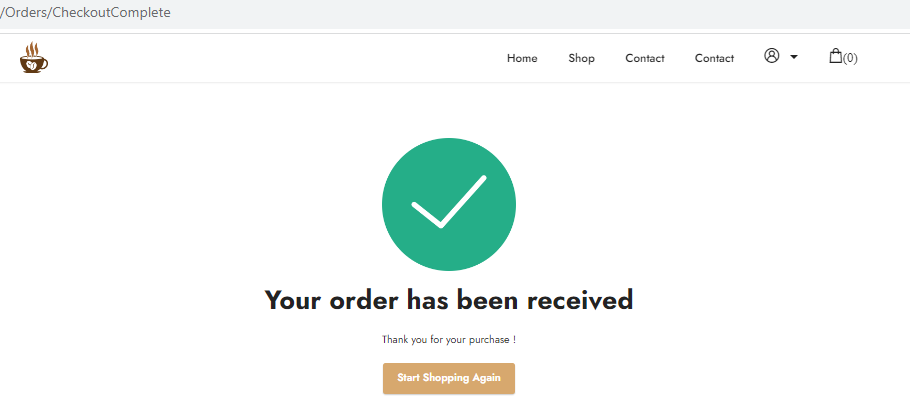 /Orders/CheckoutComplete
Home Shop Contact Contact (0)
Your order has been received
Thank you for your purchase !
Start Shopping Again